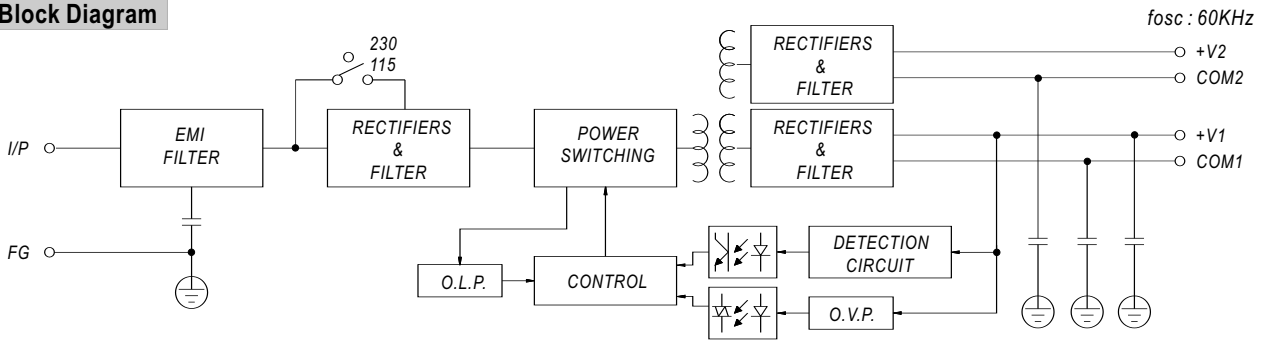 Block Diagram
fosc : 60KHz
230
115
RECTIFIERS
&
FILTER
+V2
COM2
I/P
EMI
FILTER
RECTIFIERS
&
FILTER
POWER
SWITCHING
RECTIFIERS
&
FILTER
+V1
COM1
FG
O.L.P.
CONTROL
DETECTION
CIRCUIT
O.V.P.